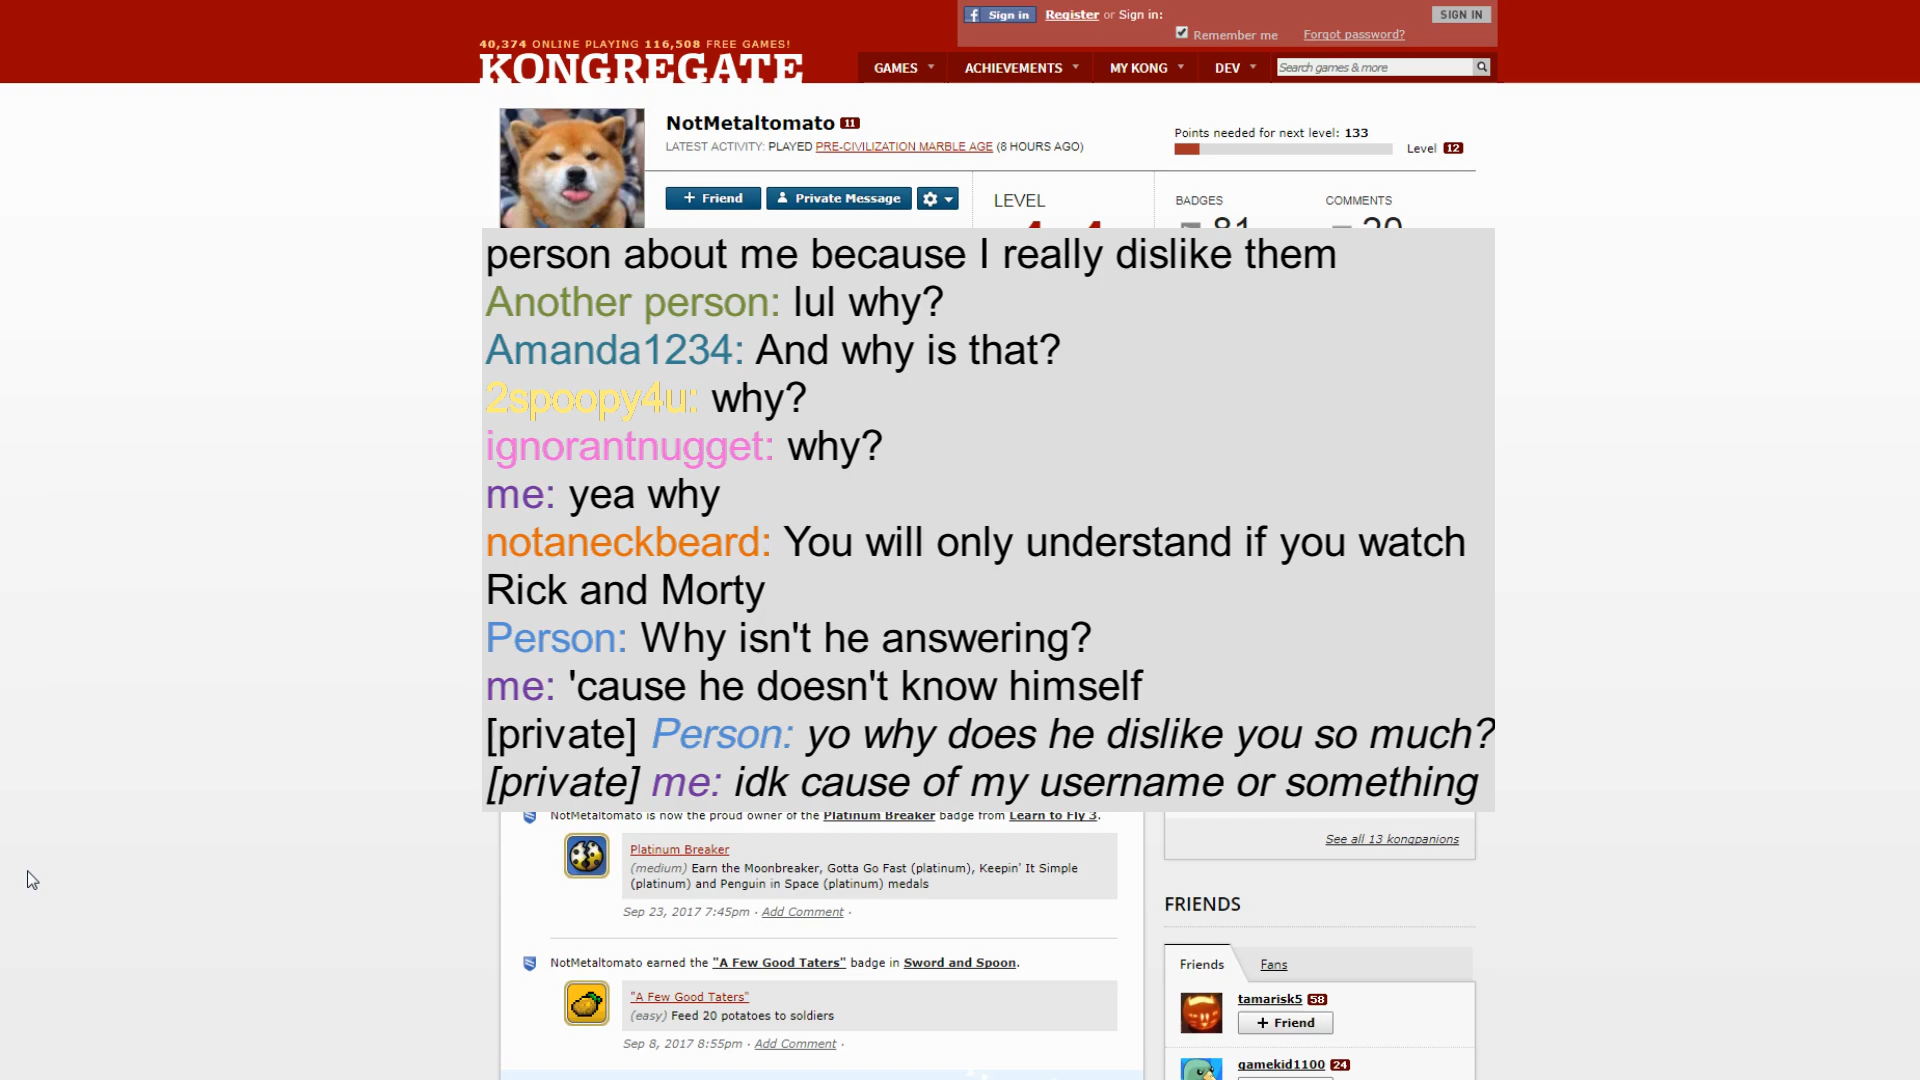 Sign in Register or Sign in: SIGN IN
Remember me Forgot password?
40,374 ONLINE PLAYING 116,508 FREE GAMES!
KONGREGATE
GAMES ACHIEVEMENTS MY KONG DEV Search games & more
NotMetaltomato 11
LATEST ACTIVITY: PLAYED PRE-CIVILIZATION MARBLE AGE (8 HOURS AGO)
Points needed for next level: 133
Level 12
+ Friend Private Message
LEVEL
BADGES COMMENTS
person about me because I really dislike them
Another person: lul why?
Amanda1234: And why is that?
2spoopy4u: why?
ignorantnugget: why?
me: yea why
notaneckbeard: You will only understand if you watch
Rick and Morty
Person: Why isn't he answering?
me: 'cause he doesn't know himself
[private] Person: yo why does he dislike you so much?
[private] me: idk cause of my username or something
NotMetaltomato is now the proud owner of the Platinum Breaker badge from Learn to Fly 3.
Platinum Breaker
(medium) Earn the Moonbreaker, Gotta Go Fast (platinum), Keepin' It Simple
(platinum) and Penguin in Space (platinum) medals
Sep 23, 2017 7:45pm · Add Comment ·
NotMetaltomato earned the "A Few Good Taters" badge in Sword and Spoon.
"A Few Good Taters"
(easy) Feed 20 potatoes to soldiers
Sep 8, 2017 8:55pm · Add Comment ·
See all 13 kongpanions
FRIENDS
Friends Fans
tamarisk5 58
+ Friend
gamekid1100 24